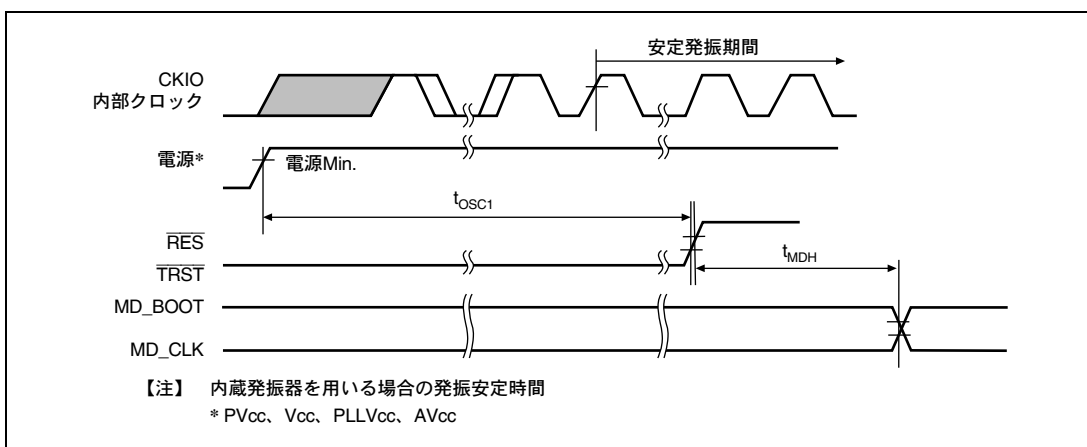 安定発振期間
CKIO
内部クロック
電源*
電源Min.
tOSC1
RES
TRST
tMDH
MD_BOOT
MD_CLK
【注】 内蔵発振器を用いる場合の発振安定時間
* PVcc、Vcc、PLLVcc、AVcc